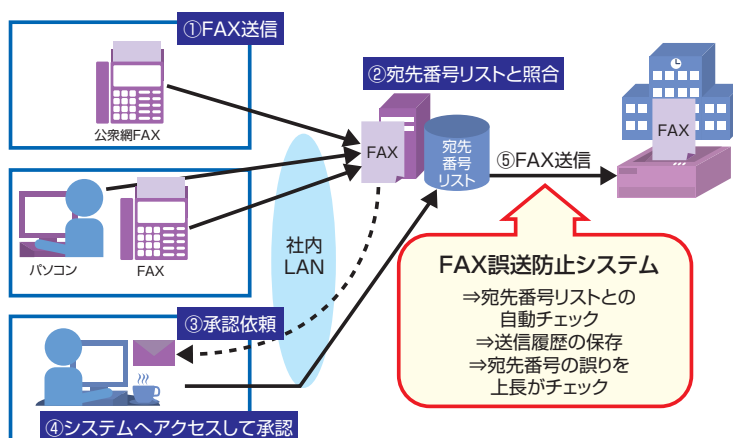 ①FAX送信
公衆網FAX
②宛先番号リストと照合
FAX
宛先
番号
リスト
⑤FAX送信
FAX
パソコン
FAX
社内
LAN
③承認依頼
④システムへアクセスして承認
FAX誤送防止システム
⇒宛先番号リストとの
自動チェック
⇒送信履歴の保存
⇒宛先番号の誤りを
上長がチェック